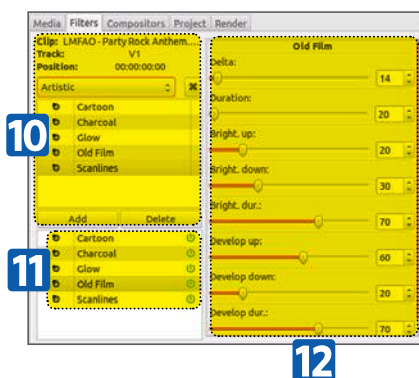 Media Filters Compositors Project Render
Clip: LMFAO - Party Rock Anthem....
Track: V1
Position: 00:00:00:00
Artistic
Cartoon
Charcoal
Glow
Old Film
Scanlines
Add Delete
Cartoon
Charcoal
Glow
Old Film
Scanlines
10
11
Old Film
Delta:
14
Duration:
20
Bright. up:
20
Bright. down:
30
Bright. dur.:
70
Develop up:
60
Develop down:
20
Develop dur.:
70
12